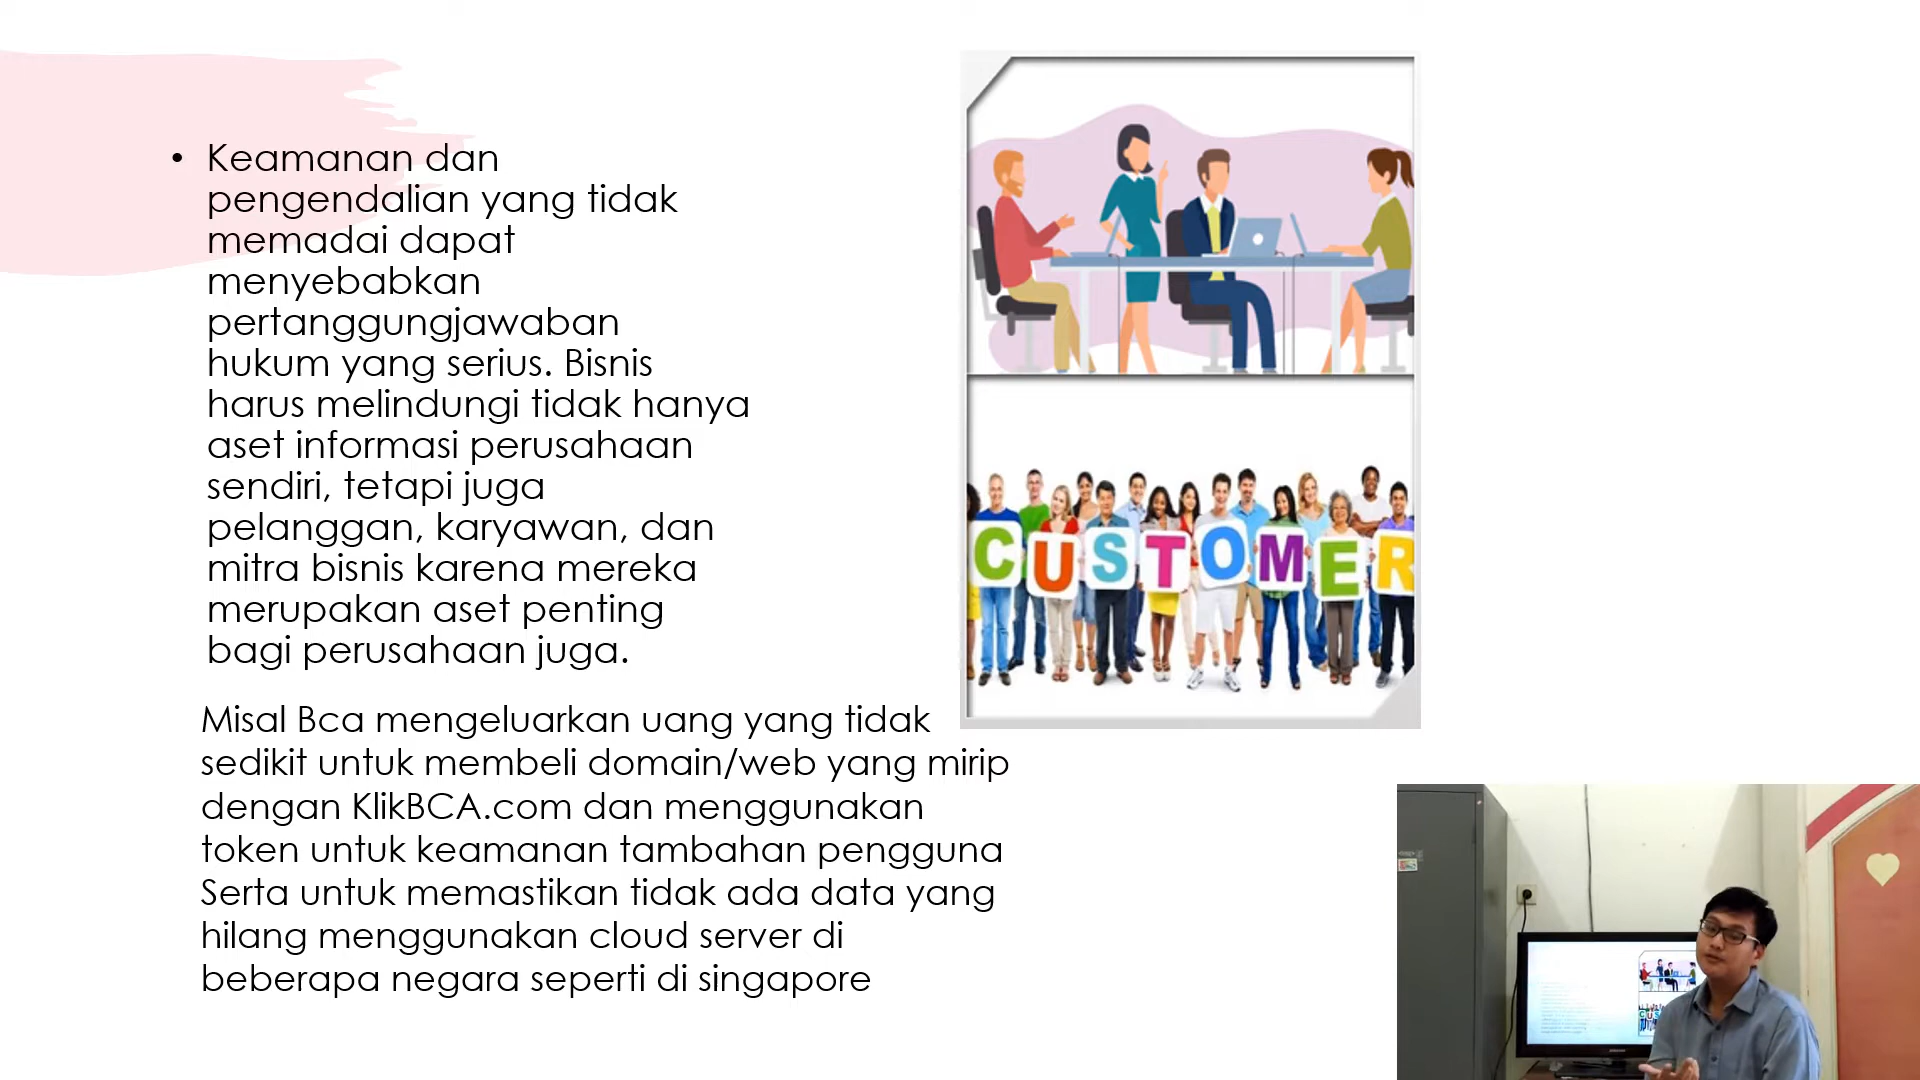 • Keamanan dan
pengendalian yang tidak
memadai dapat
menyebabkan
pertanggungjawaban
hukum yang serius. Bisnis
harus melindungi tidak hanya
aset informasi perusahaan
sendiri, tetapi juga
pelanggan, karyawan, dan
mitra bisnis karena mereka
merupakan aset penting
bagi perusahaan juga.
Misal Bca mengeluarkan uang yang tidak
sedikit untuk membeli domain/web yang mirip
dengan KlikBCA.com dan menggunakan
token untuk keamanan tambahan pengguna
Serta untuk memastikan tidak ada data yang
hilang menggunakan cloud server di
beberapa negara seperti di singapore
CUSTOMER